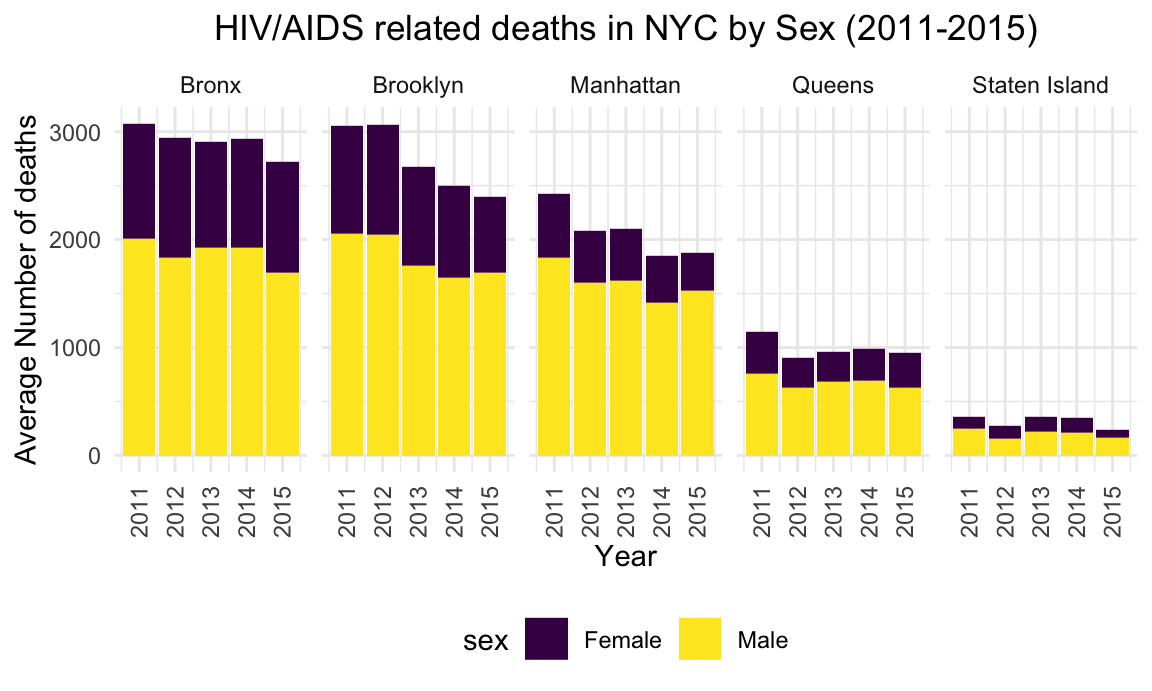 HIV/AIDS related deaths in NYC by Sex (2011-2015)
Bronx Brooklyn Manhattan Queens Staten Island
Average Number of deaths
3000
2000
1000
0
2011 2012 2013 2014 2015 2011 2012 2013 2014 2015 2011 2012 2013 2014 2015 2011 2012 2013 2014 2015 2011 2012 2013 2014 2015
Year
sex Female Male